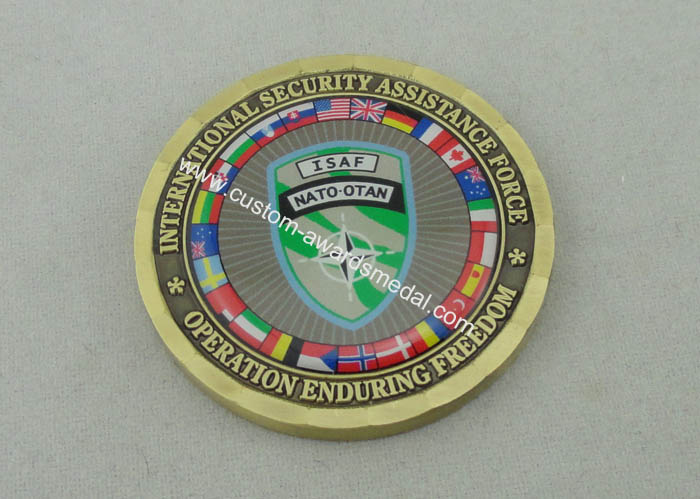 INTERNATIONAL SECURITY ASSISTANCE FORCE
ISAF
NATO-OTAN
* OPERATION ENDURING FREEDOM *
www.custom-awardsmedal.com